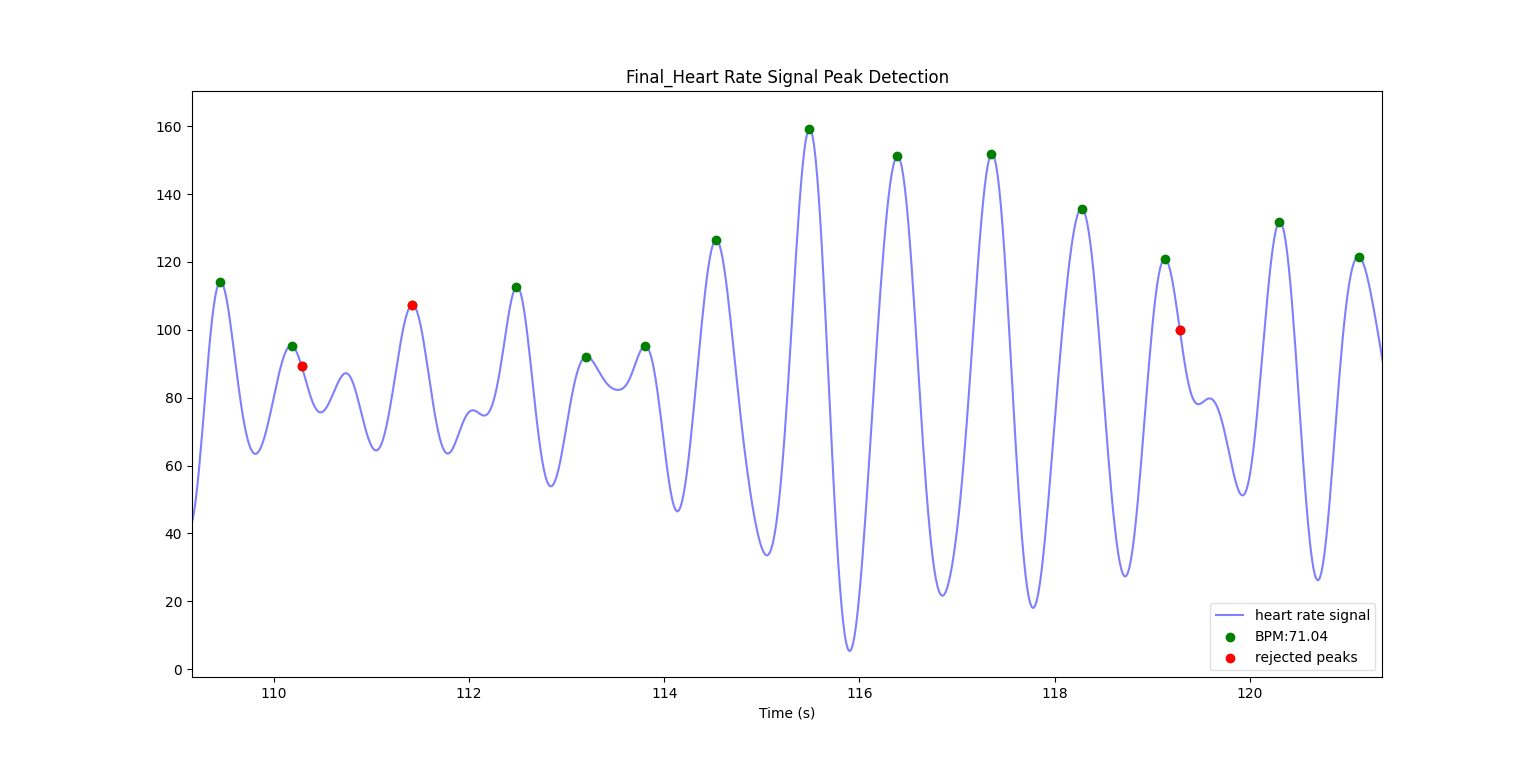 Final_Heart Rate Signal Peak Detection
160
140
120
100
80
60
40
20
0
110 112 114 116 118 120
Time (s)
heart rate signal
BPM:71.04
rejected peaks